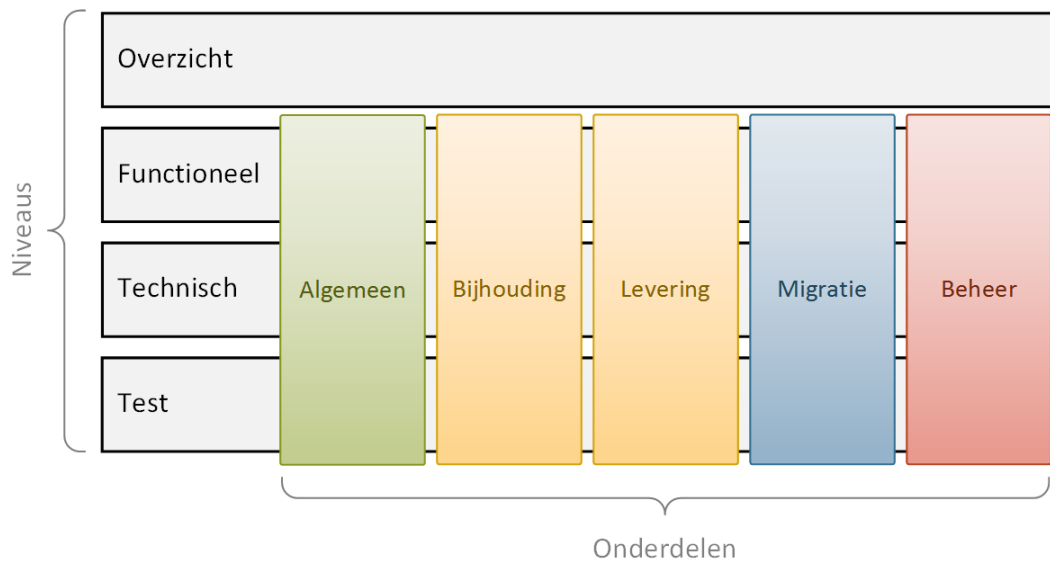 Overzicht
Functioneel
Niveaus
Technisch
Algemeen
Bijhouding
Levering
Migratie
Beheer
Test
Onderdelen